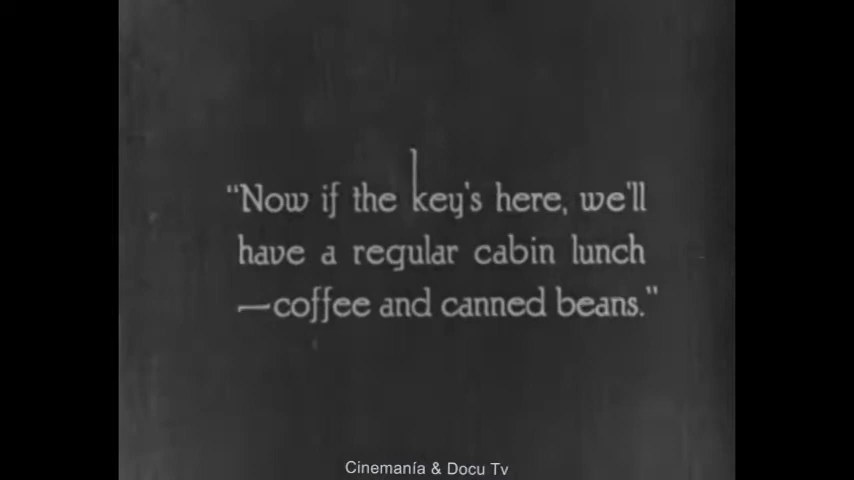 "Now if the key's here, we'll
have a regular cabin lunch
—coffee and canned beans."
Cinemanía & Docu Tv